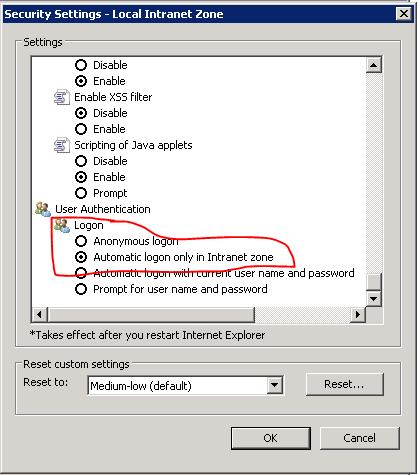 Security Settings - Local Intranet Zone
Settings
Disable
Enable
Enable XSS filter
Disable
Enable
Scripting of Java applets
Disable
Enable
Prompt
User Authentication
Logon
Anonymous logon
Automatic logon only in Intranet zone
Automatic logon with current user name and password
Prompt for user name and password
*Takes effect after you restart Internet Explorer
Reset custom settings
Reset to: Medium-low (default) Reset...
OK Cancel